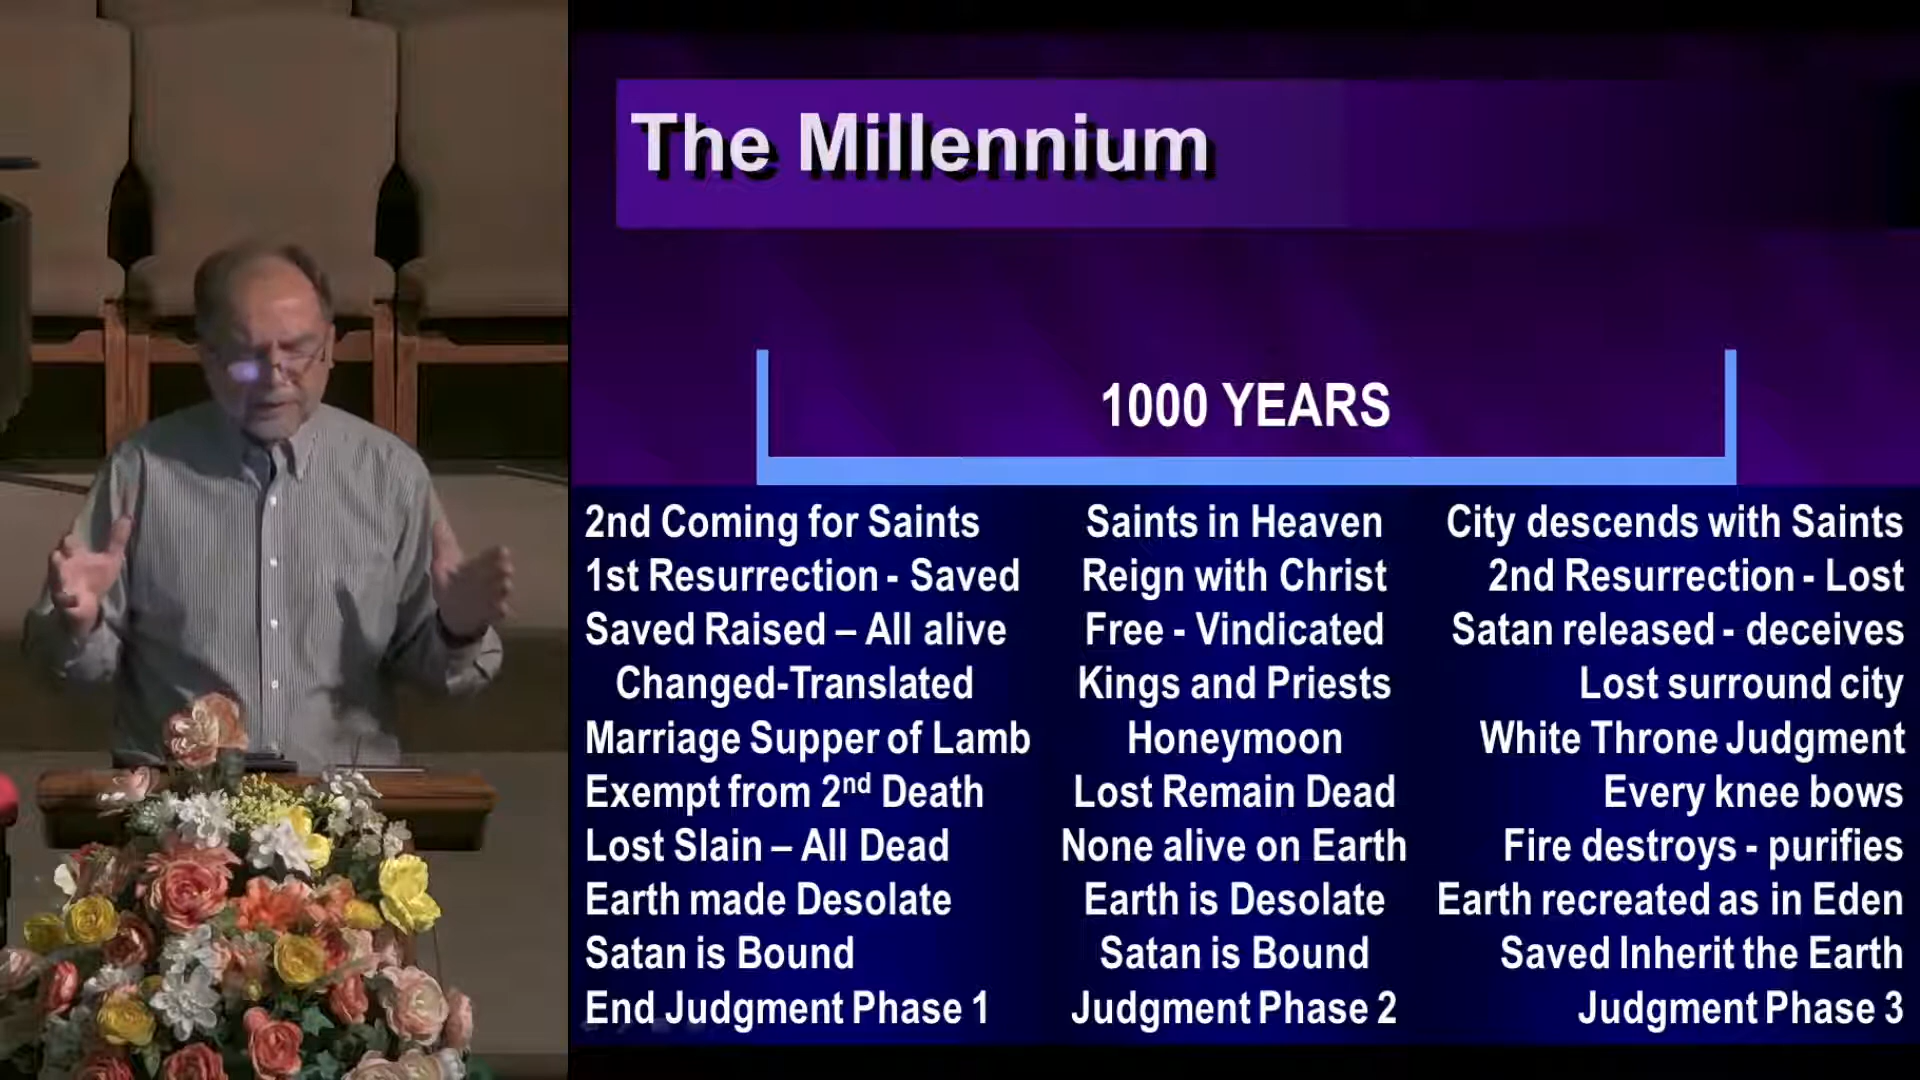 The Millennium
1000 YEARS
2nd Coming for Saints
1st Resurrection - Saved
Saved Raised – All alive
Changed-Translated
Marriage Supper of Lamb
Exempt from 2nd Death
Lost Slain – All Dead
Earth made Desolate
Satan is Bound
End Judgment Phase 1
Saints in Heaven
Reign with Christ
Free - Vindicated
Kings and Priests
Honeymoon
Lost Remain Dead
None alive on Earth
Earth is Desolate
Satan is Bound
Judgment Phase 2
City descends with Saints
2nd Resurrection - Lost
Satan released - deceives
Lost surround city
White Throne Judgment
Every knee bows
Fire destroys - purifies
Earth recreated as in Eden
Saved Inherit the Earth
Judgment Phase 3